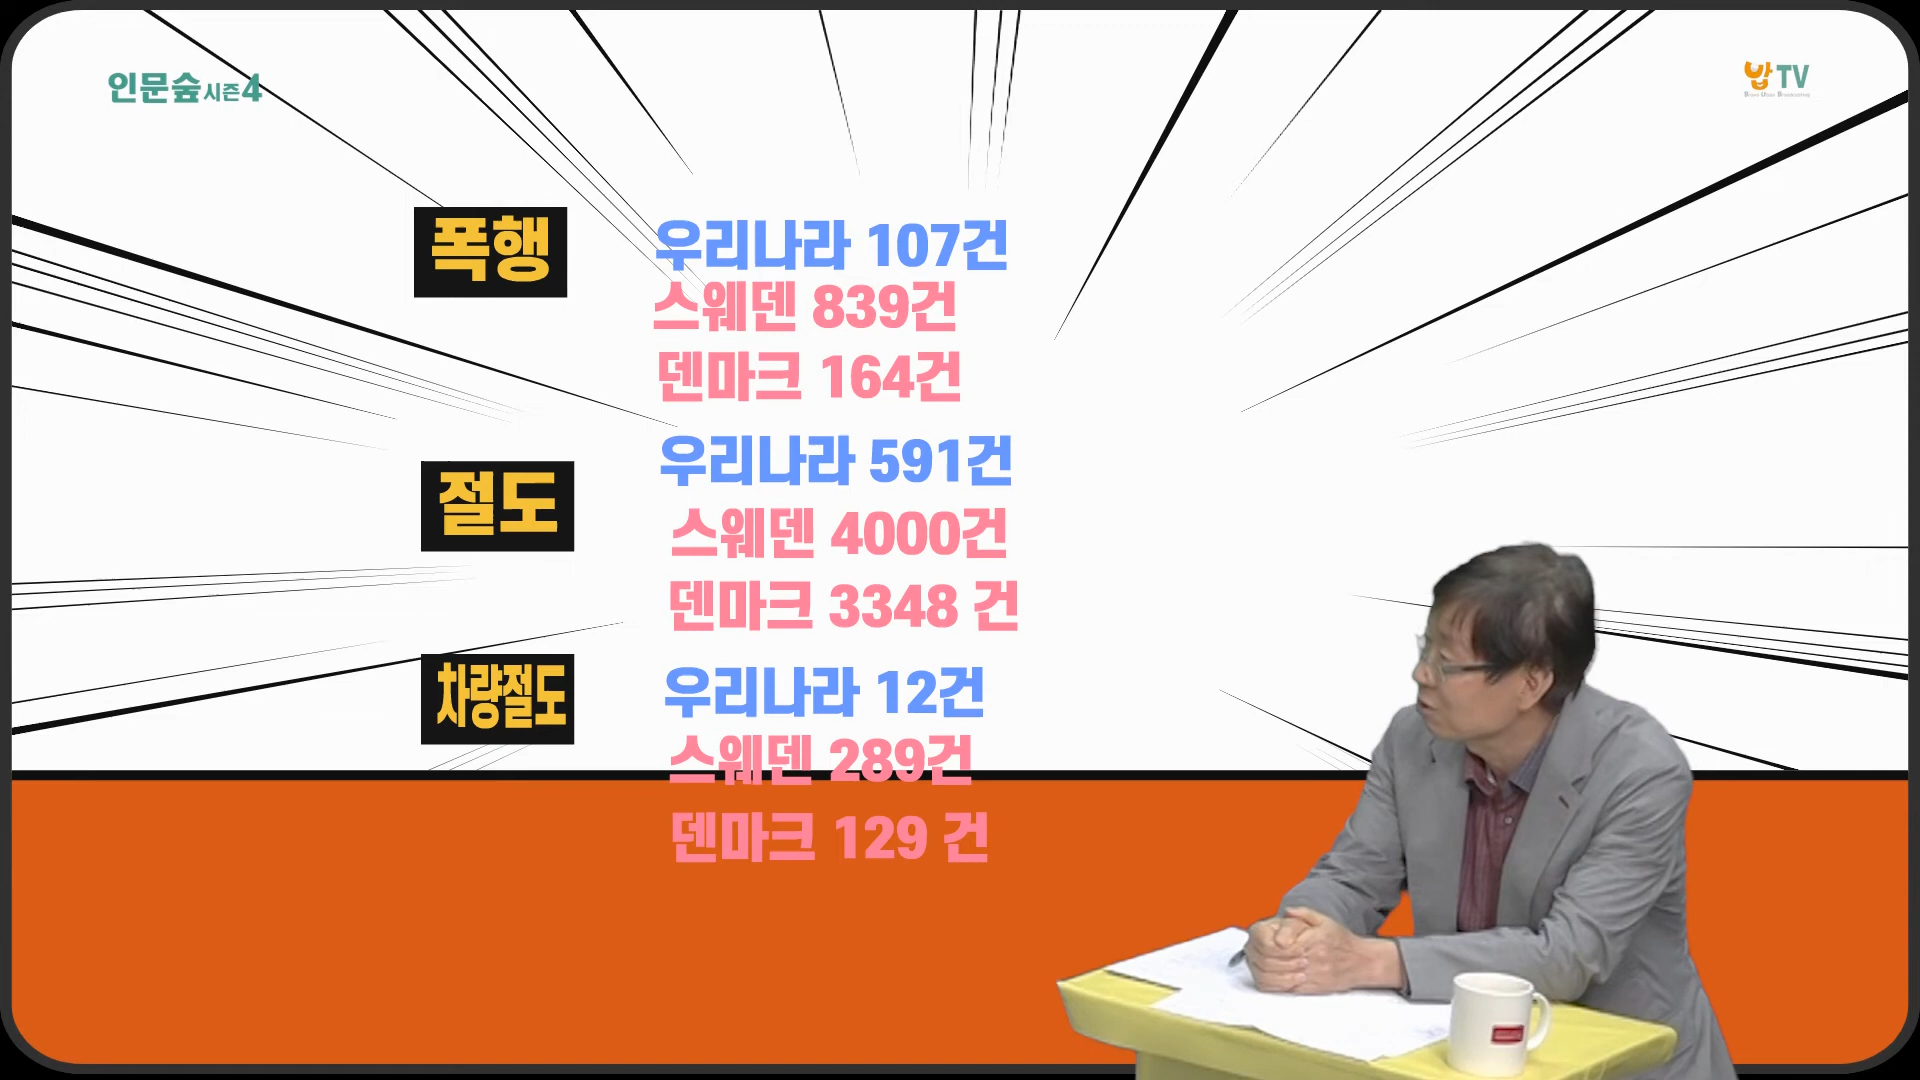 인문숲 시즌4
밥TV
폭행
우리나라 107건
스웨덴 839건
덴마크 164건
절도
우리나라 591건
스웨덴 4000건
덴마크 3348 건
차량절도
우리나라 12건
스웨덴 289건
덴마크 129 건